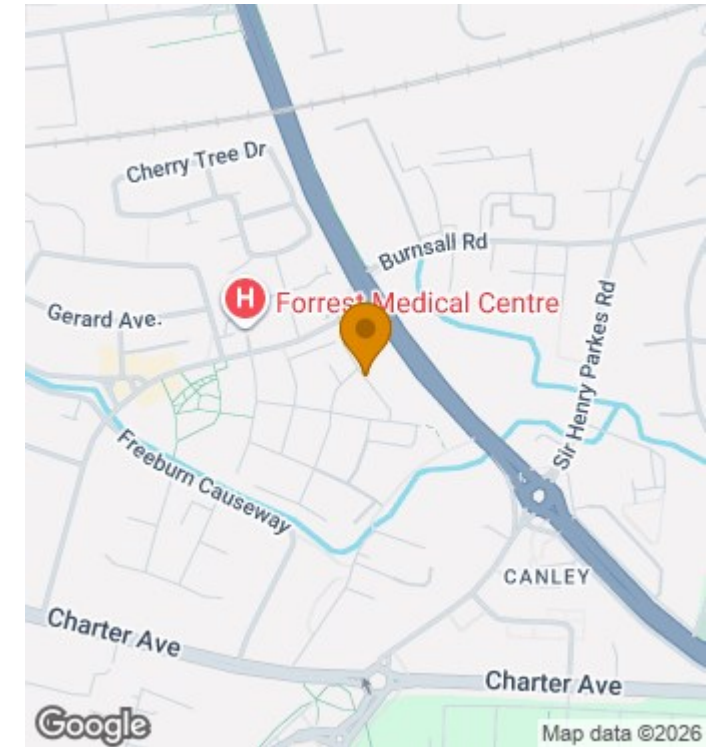 Cherry Tree Dr
Burnsall Rd
H
Forrest Medical Centre
Gerard Ave.
Sir Henry Parkes Rd
Freeburn Causeway
CANLEY
Charter Ave
Charter Ave
Google
Map data ©2026